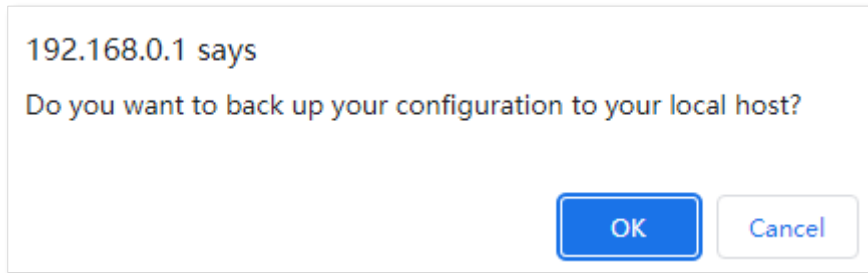 192.168.0.1 says
Do you want to back up your configuration to your local host?
OK
Cancel